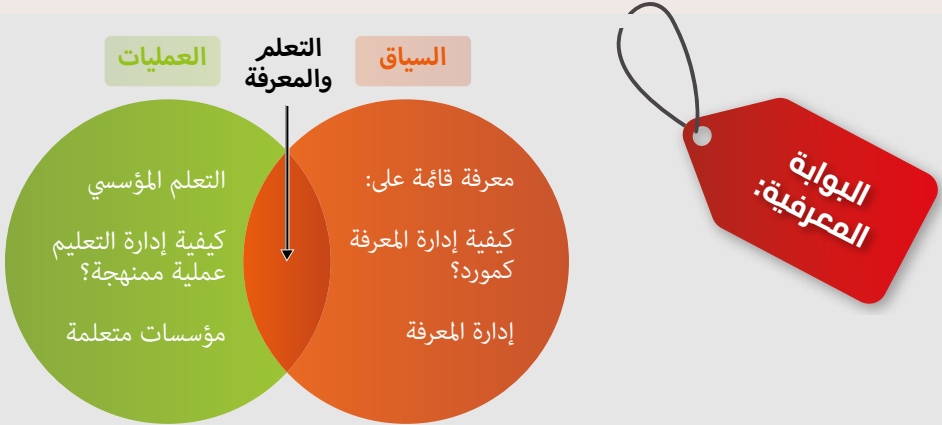 البوابة
المعرفية:
السياق
التعلم
والمعرفة
العمليات
معرفة قائمة على:
كيفية إدارة المعرفة
كمورد؟
إدارة المعرفة
التعلم المؤسسي
كيفية إدارة التعليم
عملية ممنهجة؟
مؤسسات متعلمة